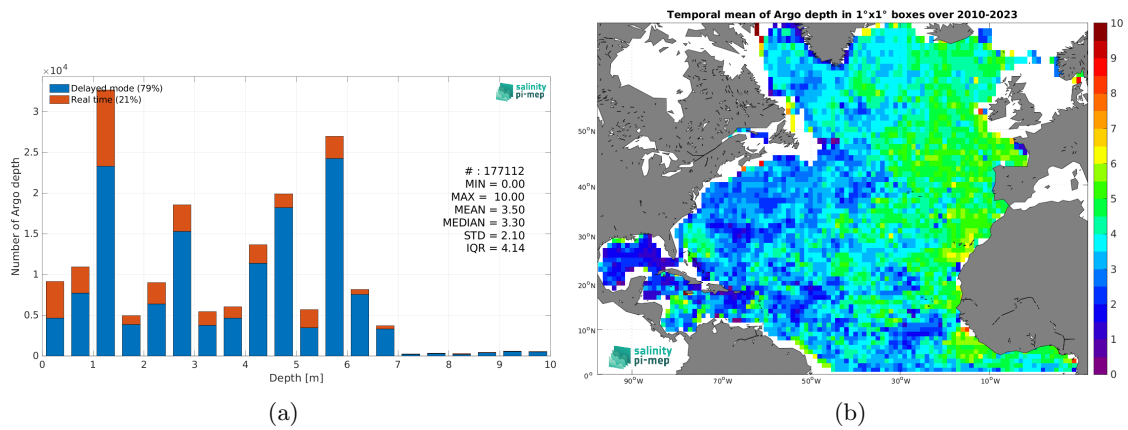 ×10⁴
Delayed mode (79%)
Real time (21%)
salinity
pi-mep
3
2.5
2
1.5
1
0.5
0
Number of Argo depth
# : 177112
MIN = 0.00
MAX = 10.00
MEAN = 3.50
MEDIAN = 3.30
STD = 2.10
IQR = 4.14
0 1 2 3 4 5 6 7 8 9 10
Depth [m]
(a)
Temporal mean of Argo depth in 1°x1° boxes over 2010-2023
50°N
40°N
30°N
20°N
10°N
0°
salinity
pi-mep
90°W 70°W 50°W 30°W 10°W
10
9
8
7
6
5
4
3
2
1
0
(b)